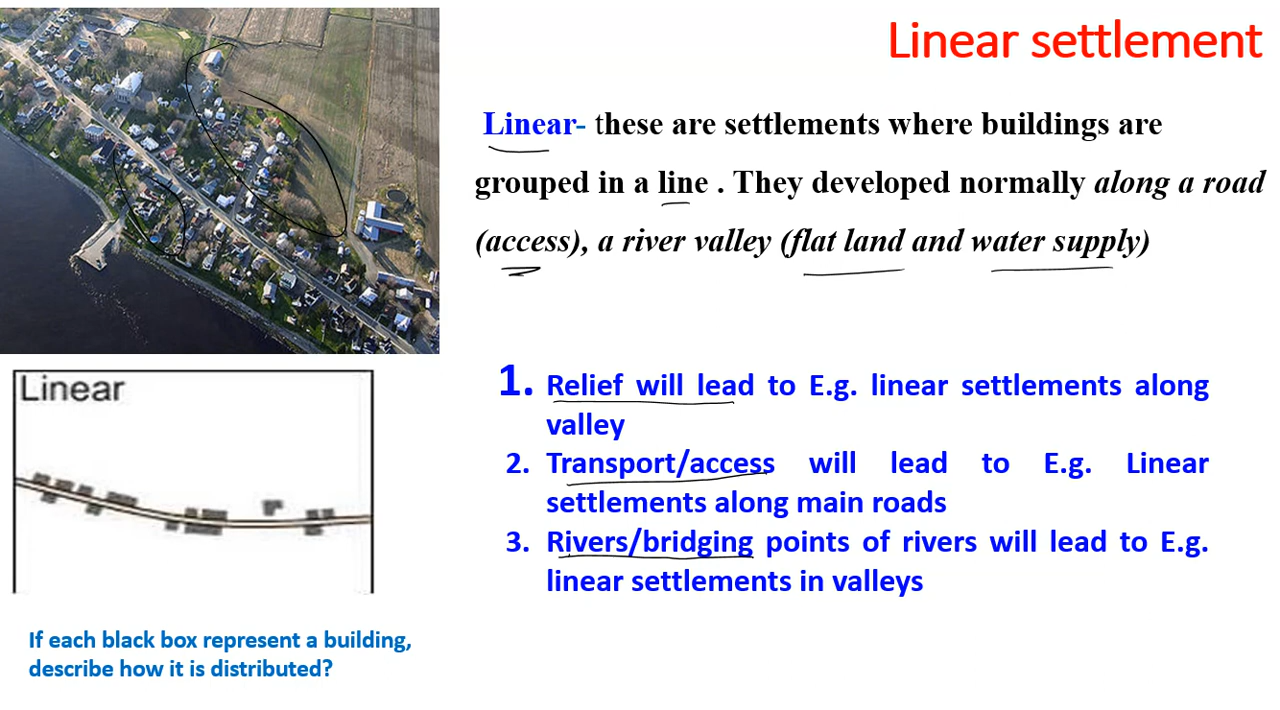 Linear settlement
Linear- these are settlements where buildings are
grouped in a line . They developed normally along a road
(access), a river valley (flat land and water supply)
1. Relief will lead to E.g. linear settlements along
valley
2. Transport/access will lead to E.g. Linear
settlements along main roads
3. Rivers/bridging points of rivers will lead to E.g.
linear settlements in valleys
Linear
If each black box represent a building,
describe how it is distributed?